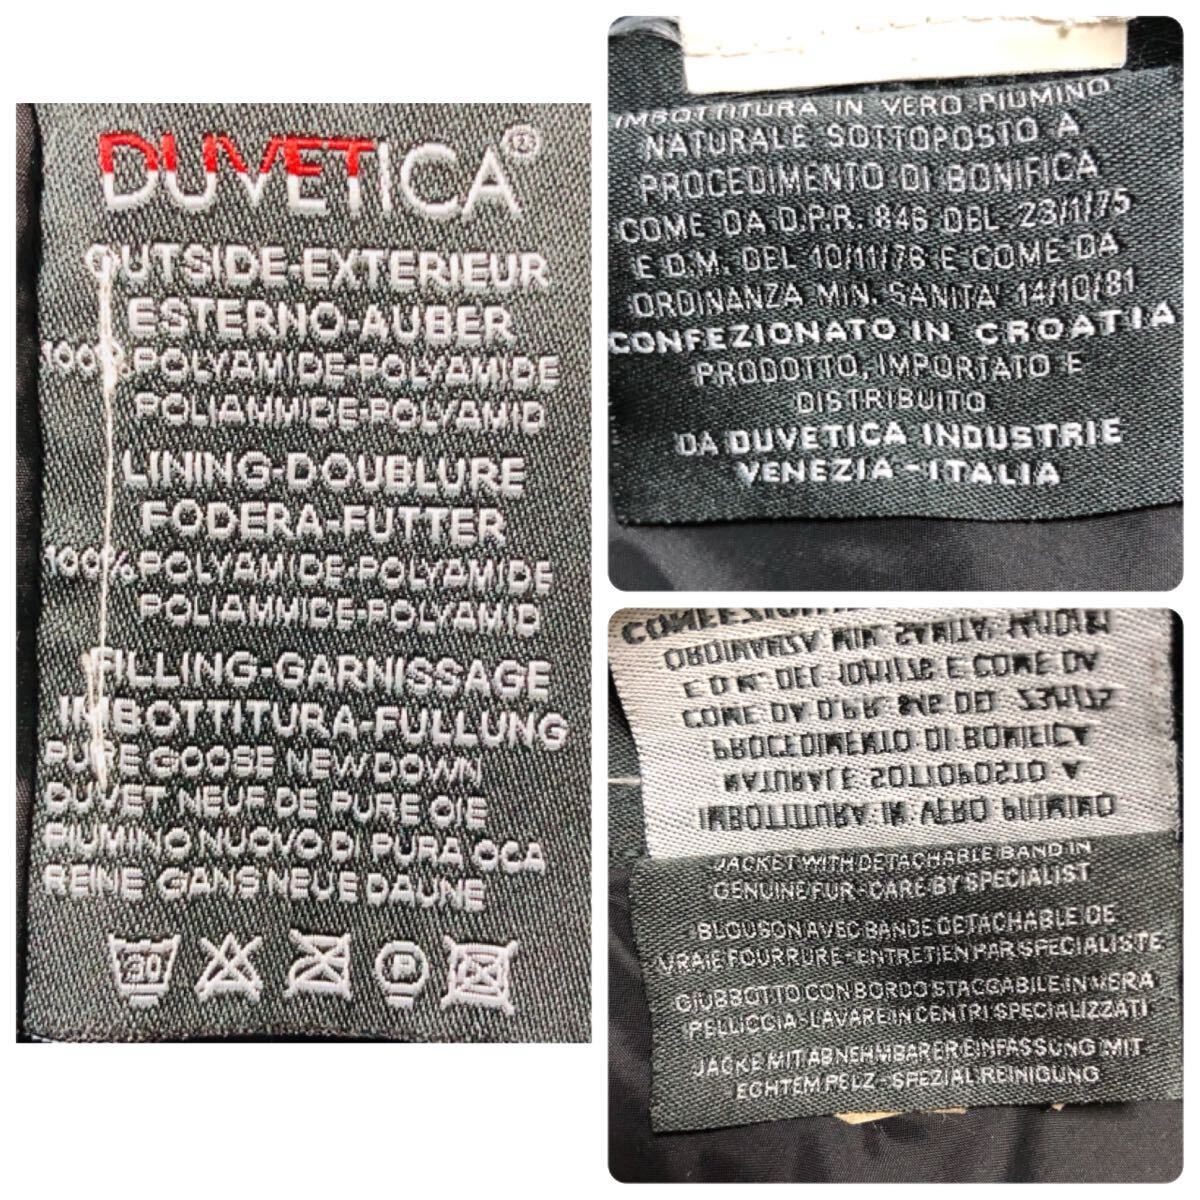 DUVETICA®
OUTSIDE-EXTERIEUR
ESTERNO-AUBER
100% POLYAMIDE-POLYAMIDE
POLIAMMIDE-POLYAMID
LINING-DOUBLURE
FODERA-FUTTER
100% POLYAMIDE-POLYAMIDE
POLIAMMIDE-POLYAMID
FILLING-GARNISSAGE
IMBOTTITURA-FULLUNG
PURE GOOSE NEW DOWN
DUVET NEUF DE PURE OIE
PIUMINO NUOVO DI PURA OCA
REINE GANS NEUE DAUNE
30 P
IMBOTTITURA IN VERO PIUMINO
NATURALE SOTTOPOSTO A
PROCEDIMENTO DI BONIFICA
COME DA D.P.R. 846 DEL 23/1/75
E D.M. DEL 10/11/76 E COME DA
ORDINANZA MIN. SANITA' 14/10/81
CONFEZIONATO IN CROATIA
PRODOTTO, IMPORTATO E
DISTRIBUITO
DA DUVETICA INDUSTRIE
VENEZIA - ITALIA
ORDINANZA MIN. SANITA' 14/10/81
E D.M. DEL 10/11/76 E COME DA
COME DA D.P.R. 846 DEL 23/1/75
PROCEDIMENTO DI BONIFICA
NATURALE SOTTOPOSTO A
IMBOTTITURA IN VERO PIUMINO
JACKET WITH DETACHABLE BAND IN
GENUINE FUR - CARE BY SPECIALIST
BLOUSON AVEC BANDE DETACHABLE DE
VRAIE FOURRURE - ENTRETIEN PAR SPECIALISTE
GIUBBOTTO CON BORDO STACCABILE IN VERA
PELLICCIA - LAVARE IN CENTRI SPECIALIZZATI
JACKE MIT ABNEHMBARER EINFASSUNG MIT
ECHTEM PELZ - SPEZIAL REINIGUNG